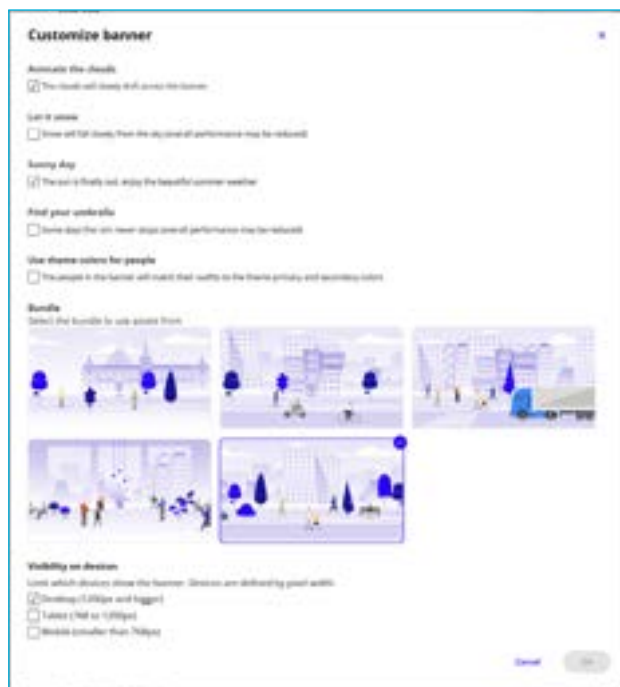 Customize banner
Animate the clouds
The clouds will slowly drift across the banner
Let it snow
Snow will fall slowly from the sky (overall performance may be reduced)
Sunny day
The sun is finally out, enjoy the beautiful summer weather
Find your umbrella
Some days the rain never stops (overall performance may be reduced)
Use theme colors for people
The people in the banner will match their outfits to the theme primary and secondary colors
Bundle
Select the bundle to use assets from
Visibility on devices
Limit which devices show the banner. Devices are defined by pixel width.
Desktop ( and bigger)
Tablet (768 to )
Mobile (smaller than 768px)
Cancel
OK